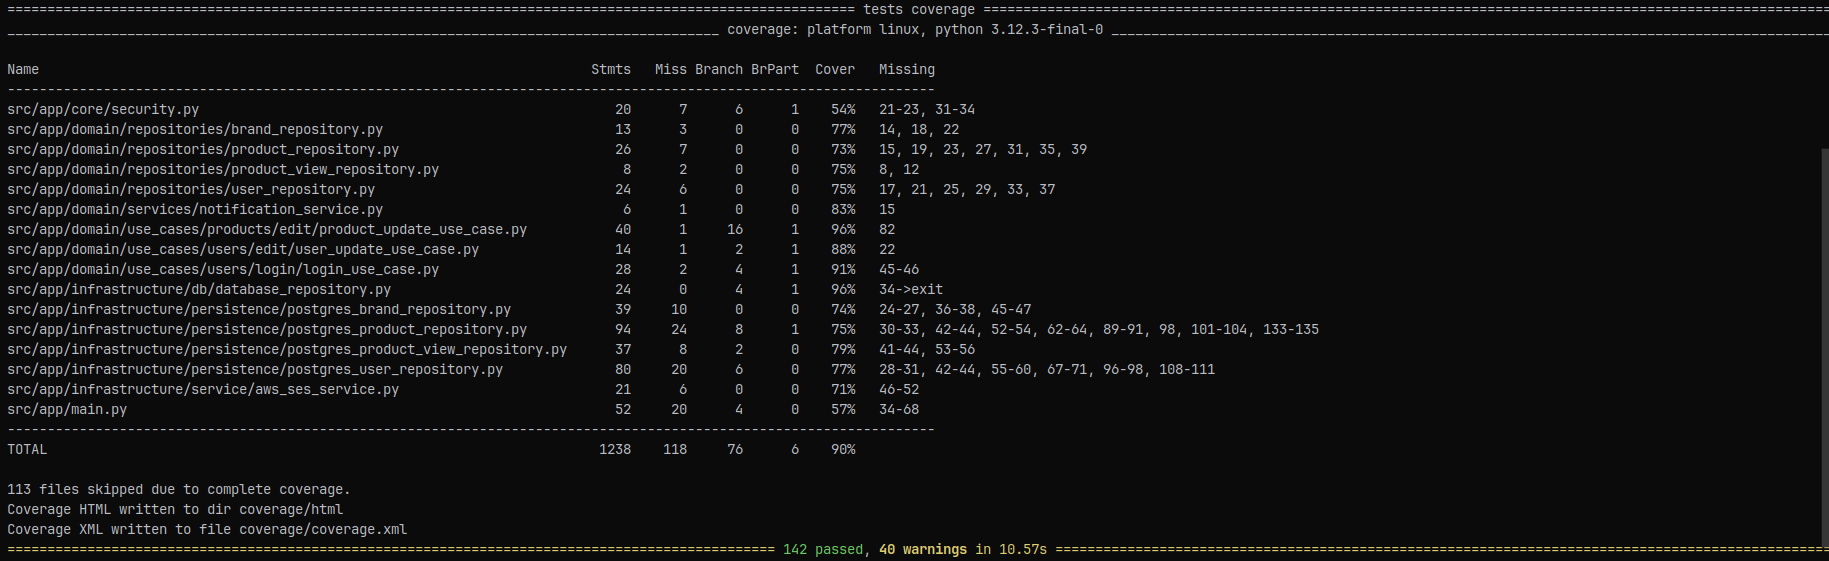 ========================================================================================================== tests coverage ==========================================================================================================
_________________________________________________________________________________________ coverage: platform linux, python 3.12.3-final-0 __________________________________________________________________________________________

Name                                                                     Stmts   Miss Branch BrPart  Cover   Missing
--------------------------------------------------------------------------------------------------------------------
src/app/core/security.py                                                    20      7      6      1    54%   21-23, 31-34
src/app/domain/repositories/brand_repository.py                             13      3      0      0    77%   14, 18, 22
src/app/domain/repositories/product_repository.py                           26      7      0      0    73%   15, 19, 23, 27, 31, 35, 39
src/app/domain/repositories/product_view_repository.py                       8      2      0      0    75%   8, 12
src/app/domain/repositories/user_repository.py                              24      6      0      0    75%   17, 21, 25, 29, 33, 37
src/app/domain/services/notification_service.py                              6      1      0      0    83%   15
src/app/domain/use_cases/products/edit/product_update_use_case.py           40      1     16      1    96%   82
src/app/domain/use_cases/users/edit/user_update_use_case.py                 14      1      2      1    88%   22
src/app/domain/use_cases/users/login/login_use_case.py                      28      2      4      1    91%   45-46
src/app/infrastructure/db/database_repository.py                            24      0      4      1    96%   34->exit
src/app/infrastructure/persistence/postgres_brand_repository.py             39     10      0      0    74%   24-27, 36-38, 45-47
src/app/infrastructure/persistence/postgres_product_repository.py           94     24      8      1    75%   30-33, 42-44, 52-54, 62-64, 89-91, 98, 101-104, 133-135
src/app/infrastructure/persistence/postgres_product_view_repository.py      37      8      2      0    79%   41-44, 53-56
src/app/infrastructure/persistence/postgres_user_repository.py              80     20      6      0    77%   28-31, 42-44, 55-60, 67-71, 96-98, 108-111
src/app/infrastructure/service/aws_ses_service.py                           21      6      0      0    71%   46-52
src/app/main.py                                                             52     20      4      0    57%   34-68
--------------------------------------------------------------------------------------------------------------------
TOTAL                                                                     1238    118     76      6    90%

113 files skipped due to complete coverage.
Coverage HTML written to dir coverage/html
Coverage XML written to file coverage/coverage.xml
================================================================================================ 142 passed, 40 warnings in 10.57s =================================================================================================